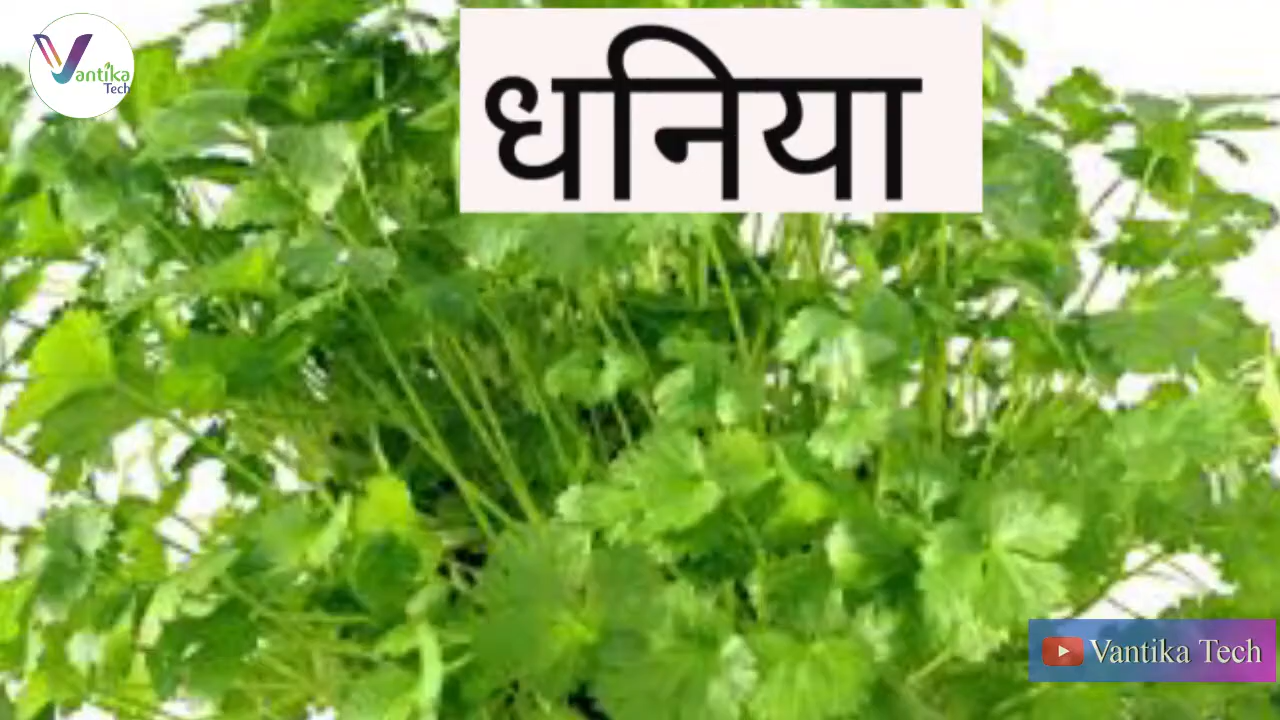 Vantika
Tech
धनिया
Vantika Tech